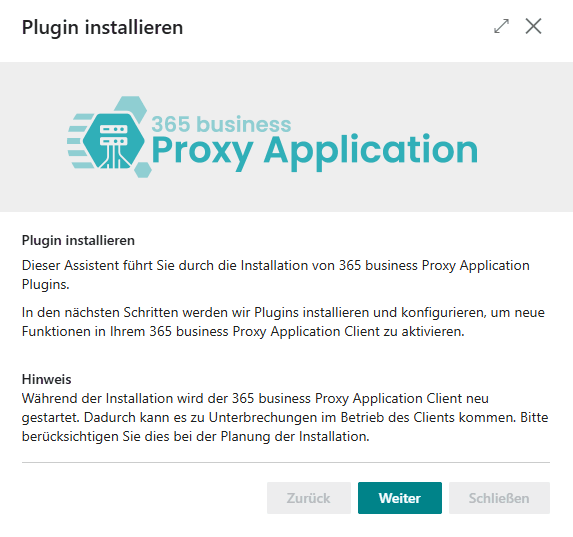 Plugin installieren
365 business
Proxy Application
Plugin installieren
Dieser Assistent führt Sie durch die Installation von 365 business Proxy Application
Plugins.
In den nächsten Schritten werden wir Plugins installieren und konfigurieren, um neue
Funktionen in Ihrem 365 business Proxy Application Client zu aktivieren.
Hinweis
Während der Installation wird der 365 business Proxy Application Client neu
gestartet. Dadurch kann es zu Unterbrechungen im Betrieb des Clients kommen. Bitte
berücksichtigen Sie dies bei der Planung der Installation.
Zurück Weiter Schließen